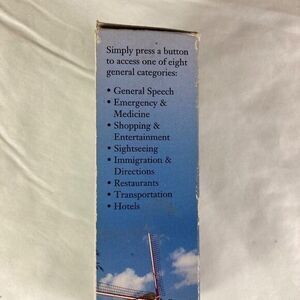 Simply press a button
to access one of eight
general categories:
• General Speech
• Emergency &
Medicine
• Shopping &
Entertainment
• Sightseeing
• Immigration &
Directions
• Restaurants
• Transportation
• Hotels